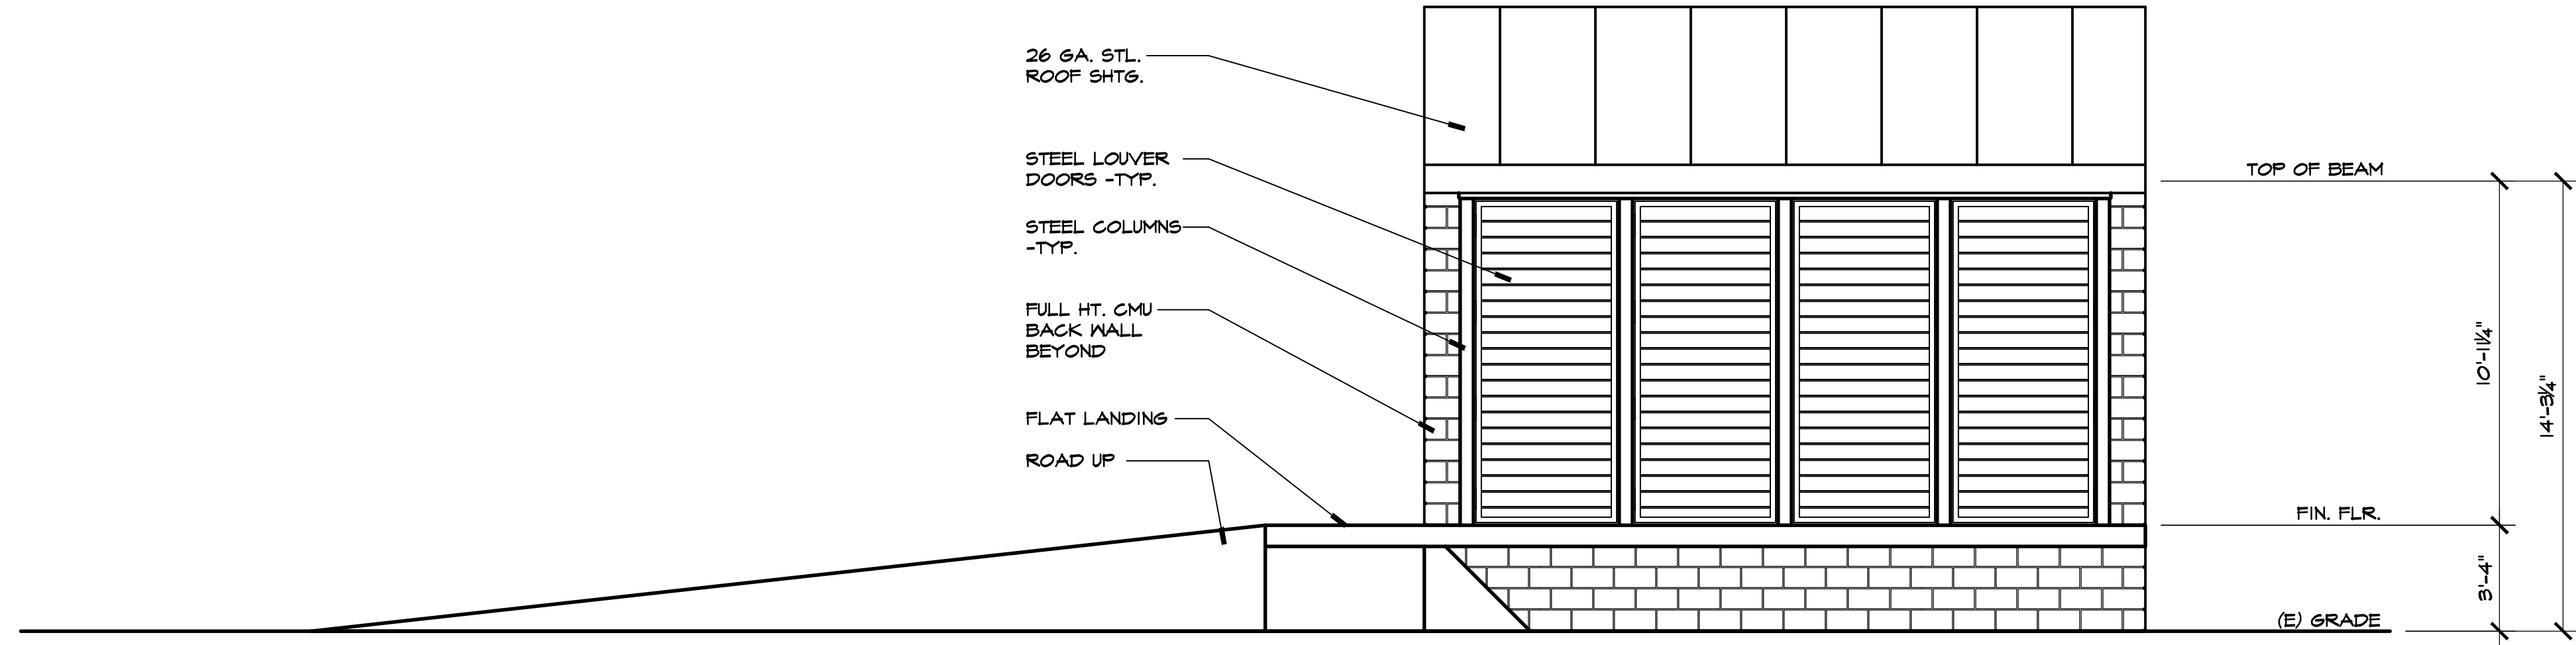 26 GA. STL.
ROOF SHTG.
STEEL LOUVER
DOORS -TYP.
STEEL COLUMNS
-TYP.
FULL HT. CMU
BACK WALL
BEYOND
FLAT LANDING
ROAD UP
TOP OF BEAM
FIN. FLR.
(E) GRADE
10'-11¼"
3'-4"
14'-3¼"